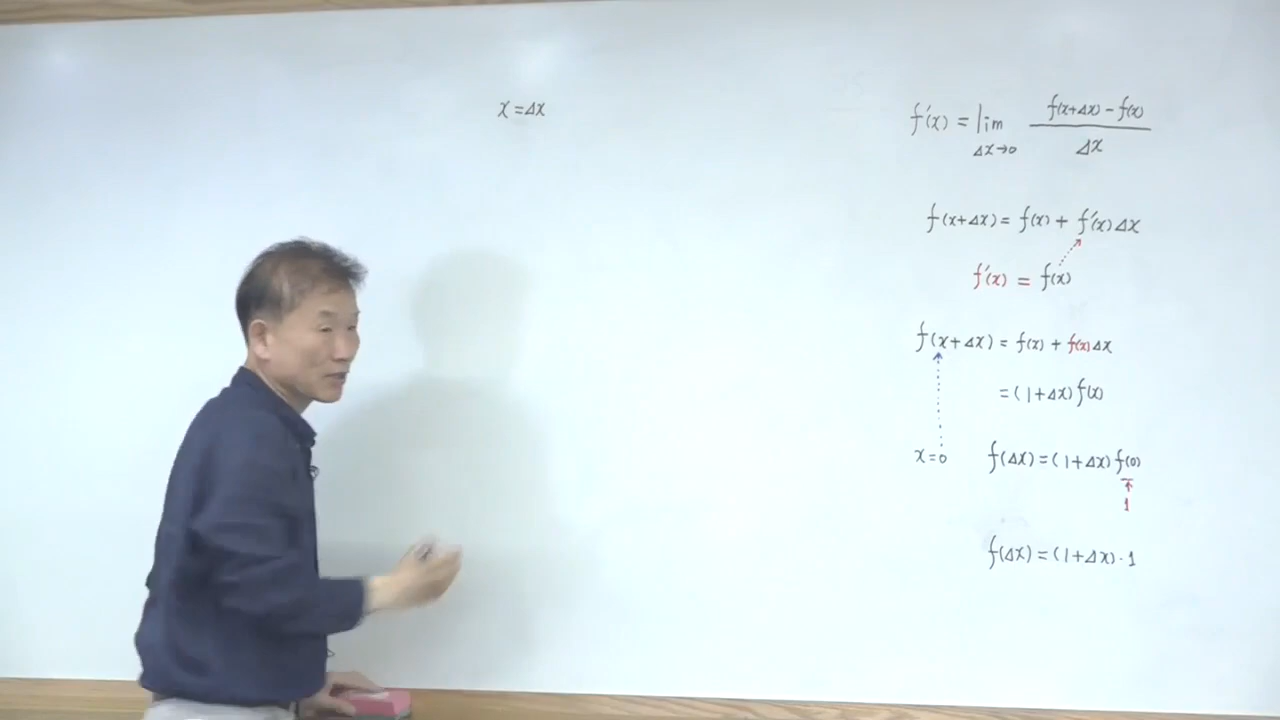 x = Δx
f'(x) = lim Δx→0 f(x+Δx) - f(x) / Δx
f(x+Δx) = f(x) + f'(x)Δx
f'(x) = f(x)
f(x+Δx) = f(x) + f(x)Δx
= (1+Δx) f(x)
x=0 f(Δx) = (1+Δx) f(0)
1
f(Δx) = (1+Δx)·1